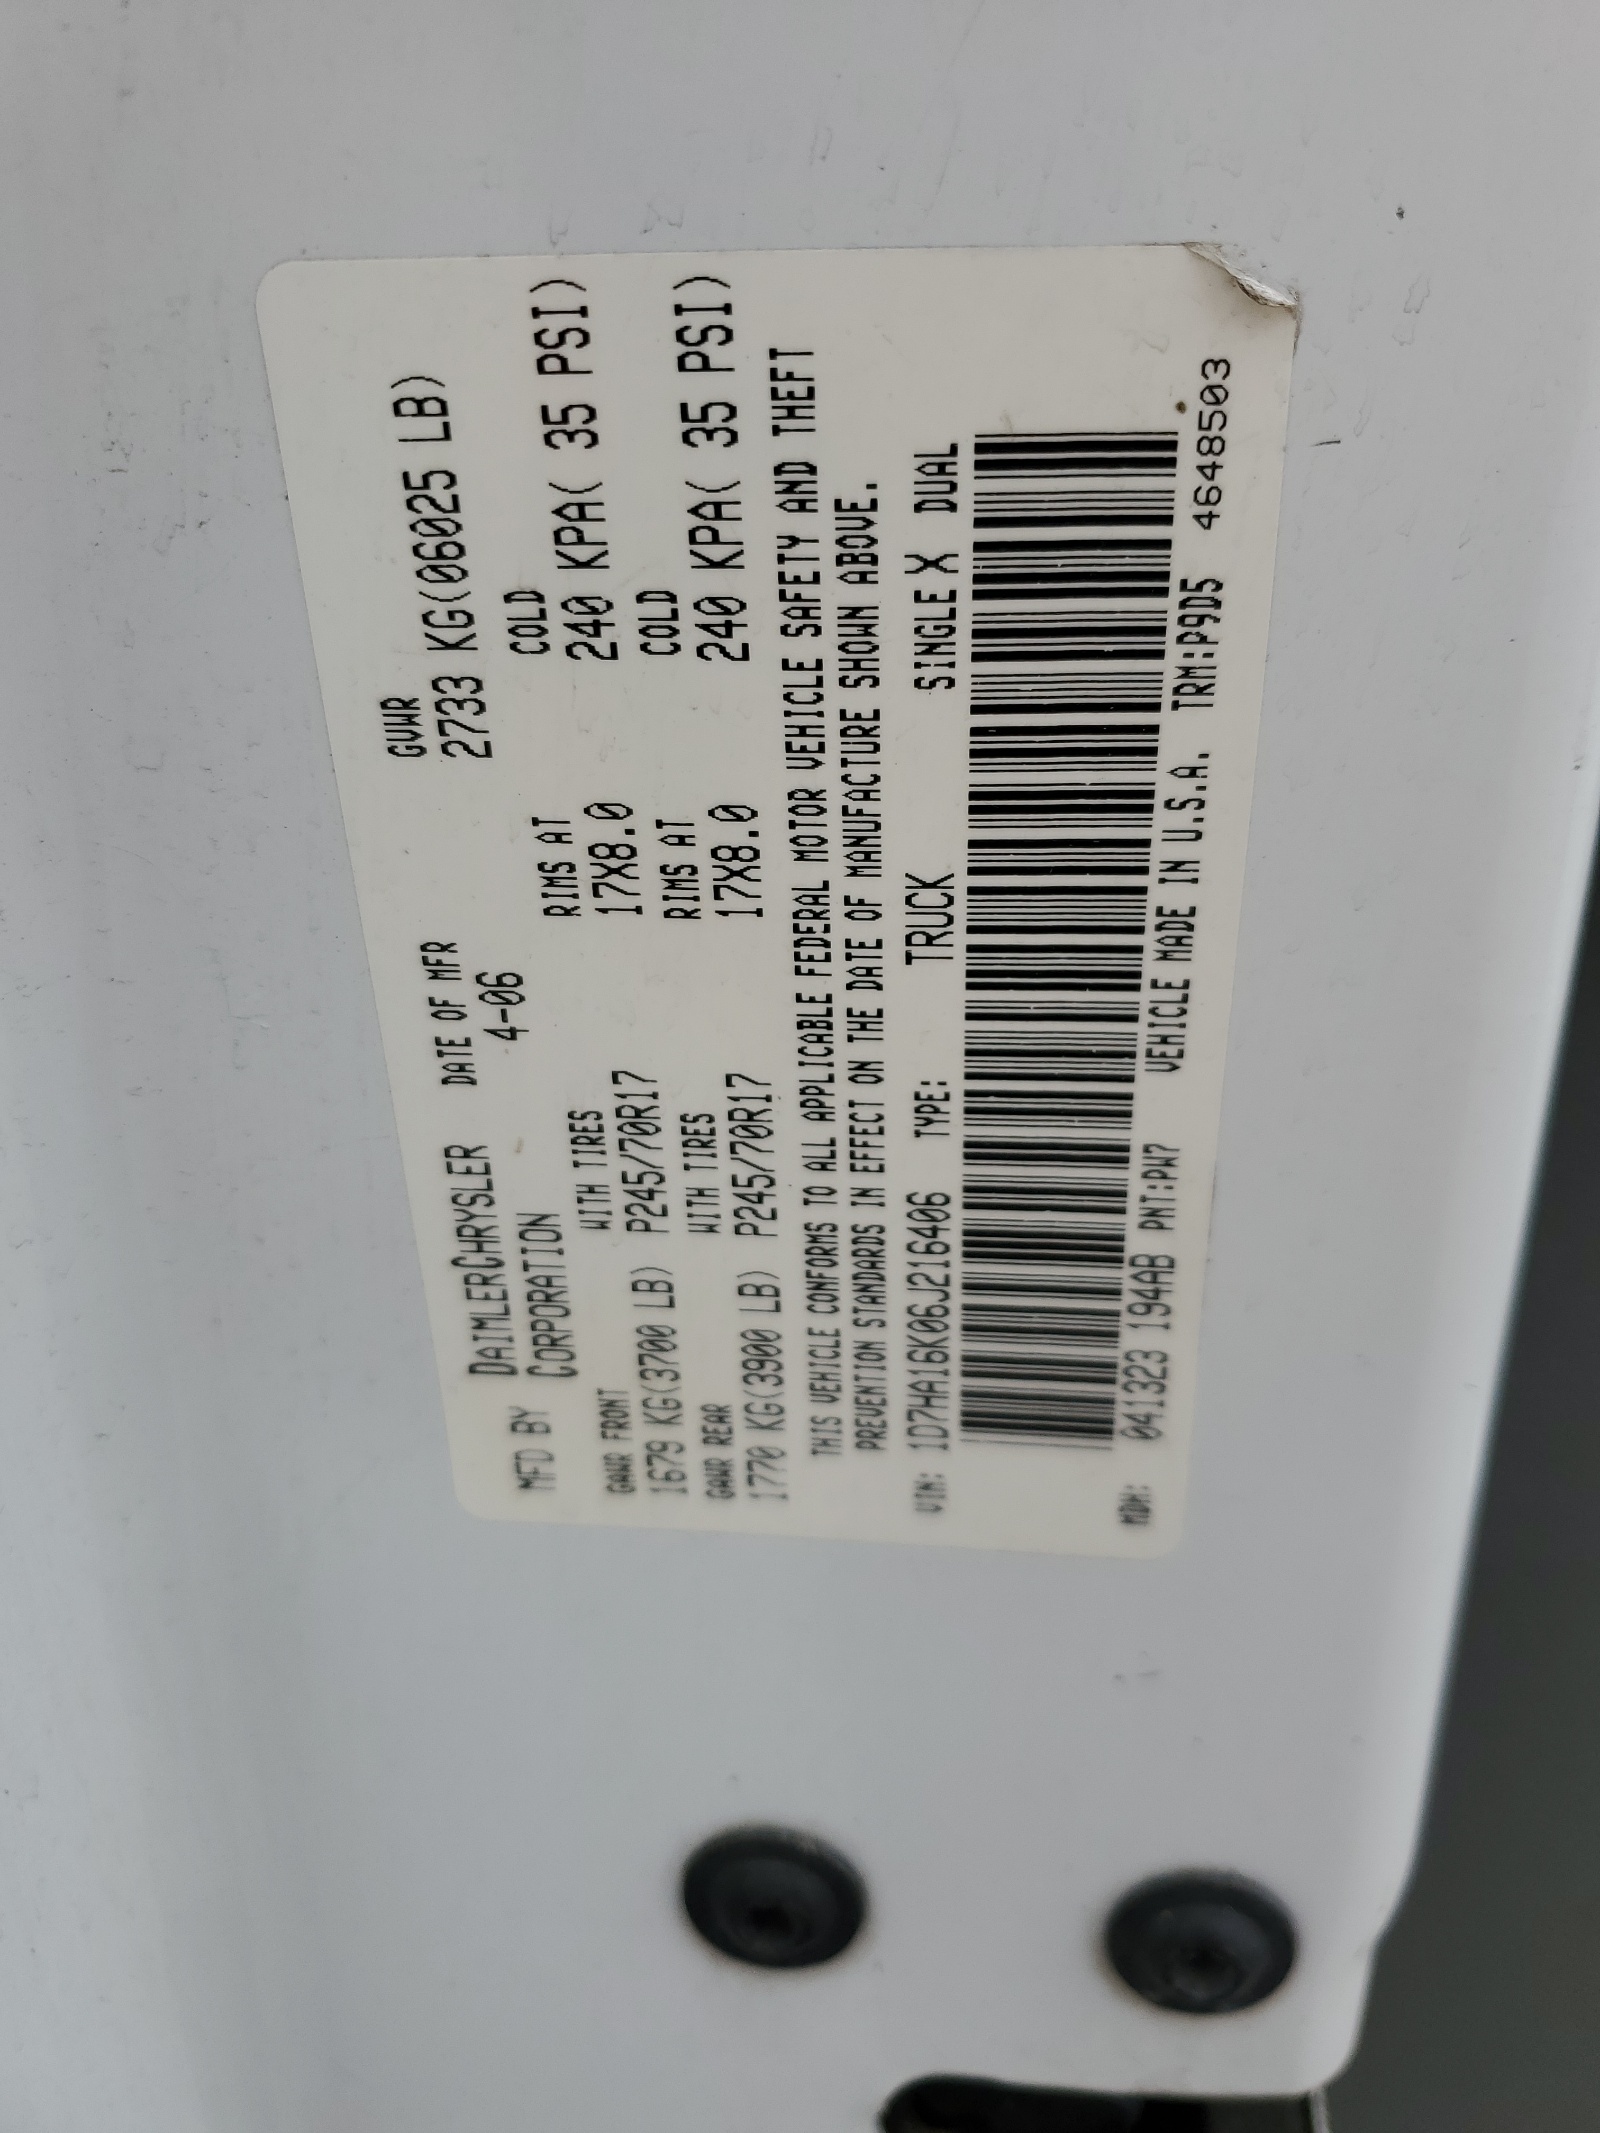 MFD BY DAIMLERCHRYSLER DATE OF MFR GVWR
CORPORATION 4-06 2733 KG(06025 LB)
GAWR FRONT WITH TIRES RIMS AT COLD
1679 KG(3700 LB) P245/70R17 17X8.0 240 KPA( 35 PSI)
GAWR REAR WITH TIRES RIMS AT COLD
1770 KG(3900 LB) P245/70R17 17X8.0 240 KPA( 35 PSI)
THIS VEHICLE CONFORMS TO ALL APPLICABLE FEDERAL MOTOR VEHICLE SAFETY AND THEFT
PREVENTION STANDARDS IN EFFECT ON THE DATE OF MANUFACTURE SHOWN ABOVE.
VIN: 1D7HA16K06J216406 TYPE: TRUCK SINGLE X DUAL
MDH: 041323 194AB PNT:PW7 VEHICLE MADE IN U.S.A. TRM:P9D5 4648503